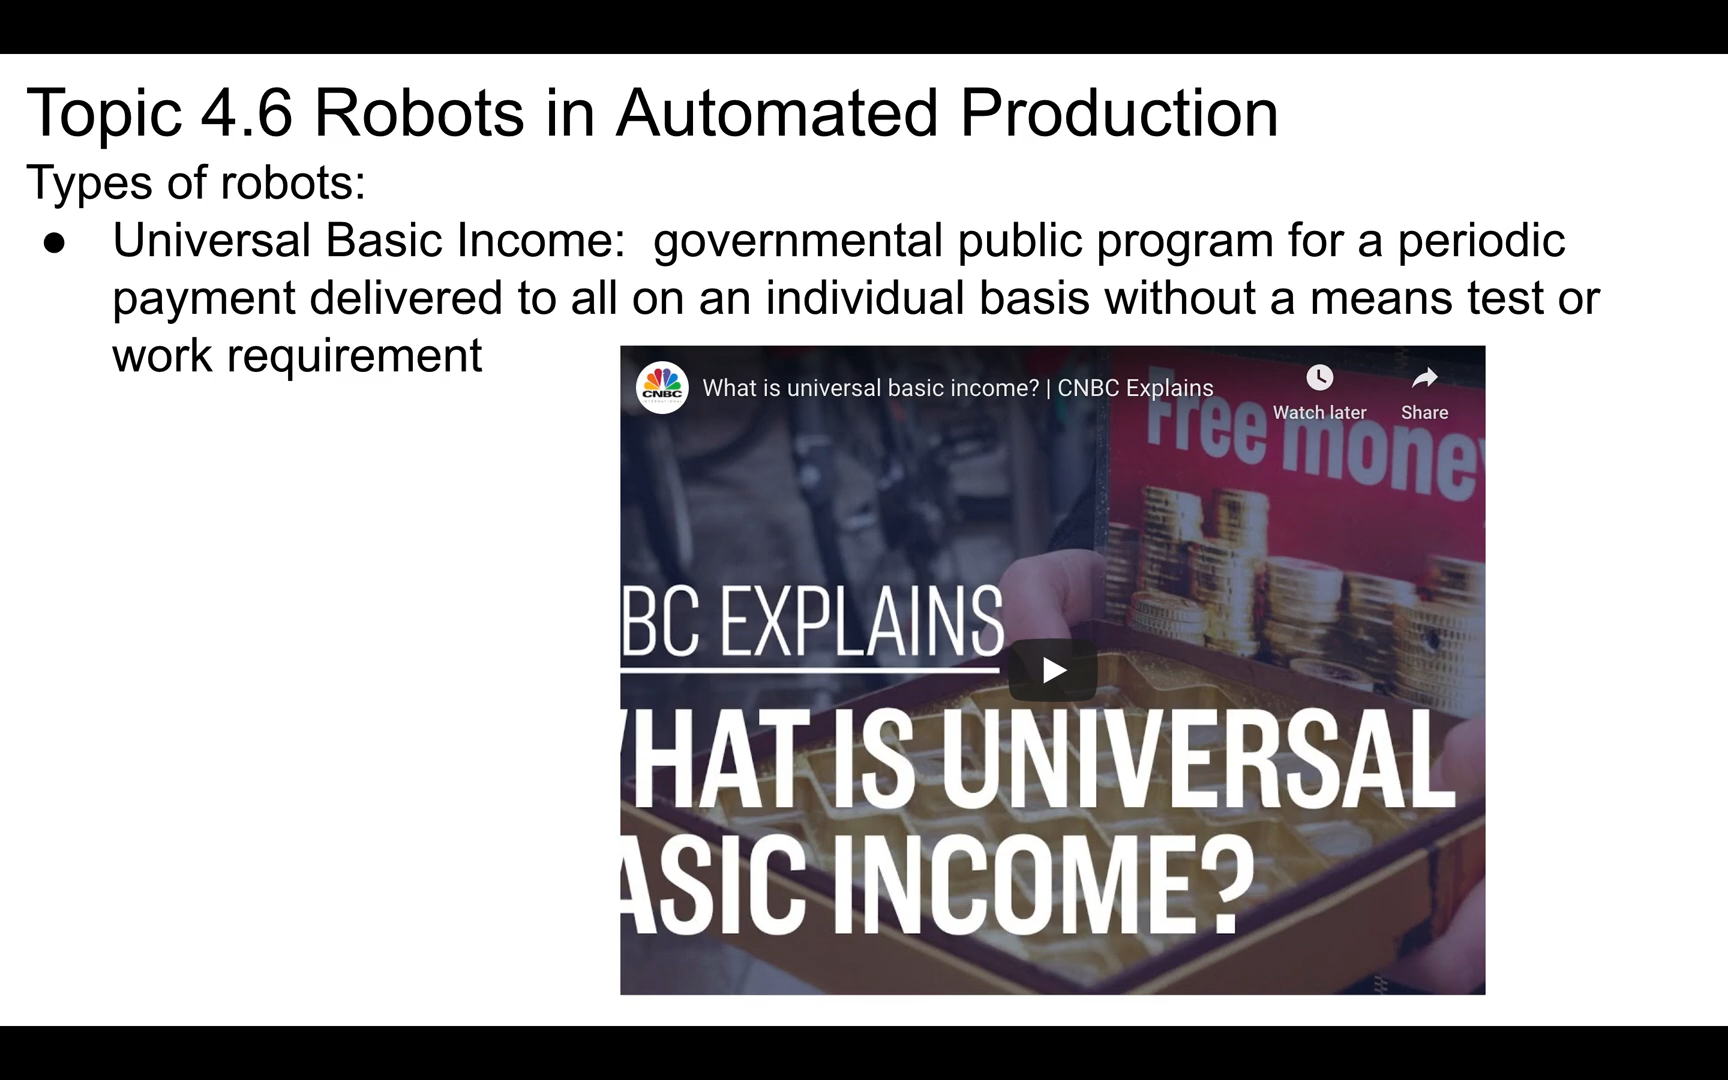 Topic 4.6 Robots in Automated Production
Types of robots:
● Universal Basic Income:  governmental public program for a periodic
payment delivered to all on an individual basis without a means test or
work requirement
CNBC
What is universal basic income? | CNBC Explains
Watch later
Share
Free money
BC EXPLAINS
HAT IS UNIVERSAL
ASIC INCOME?